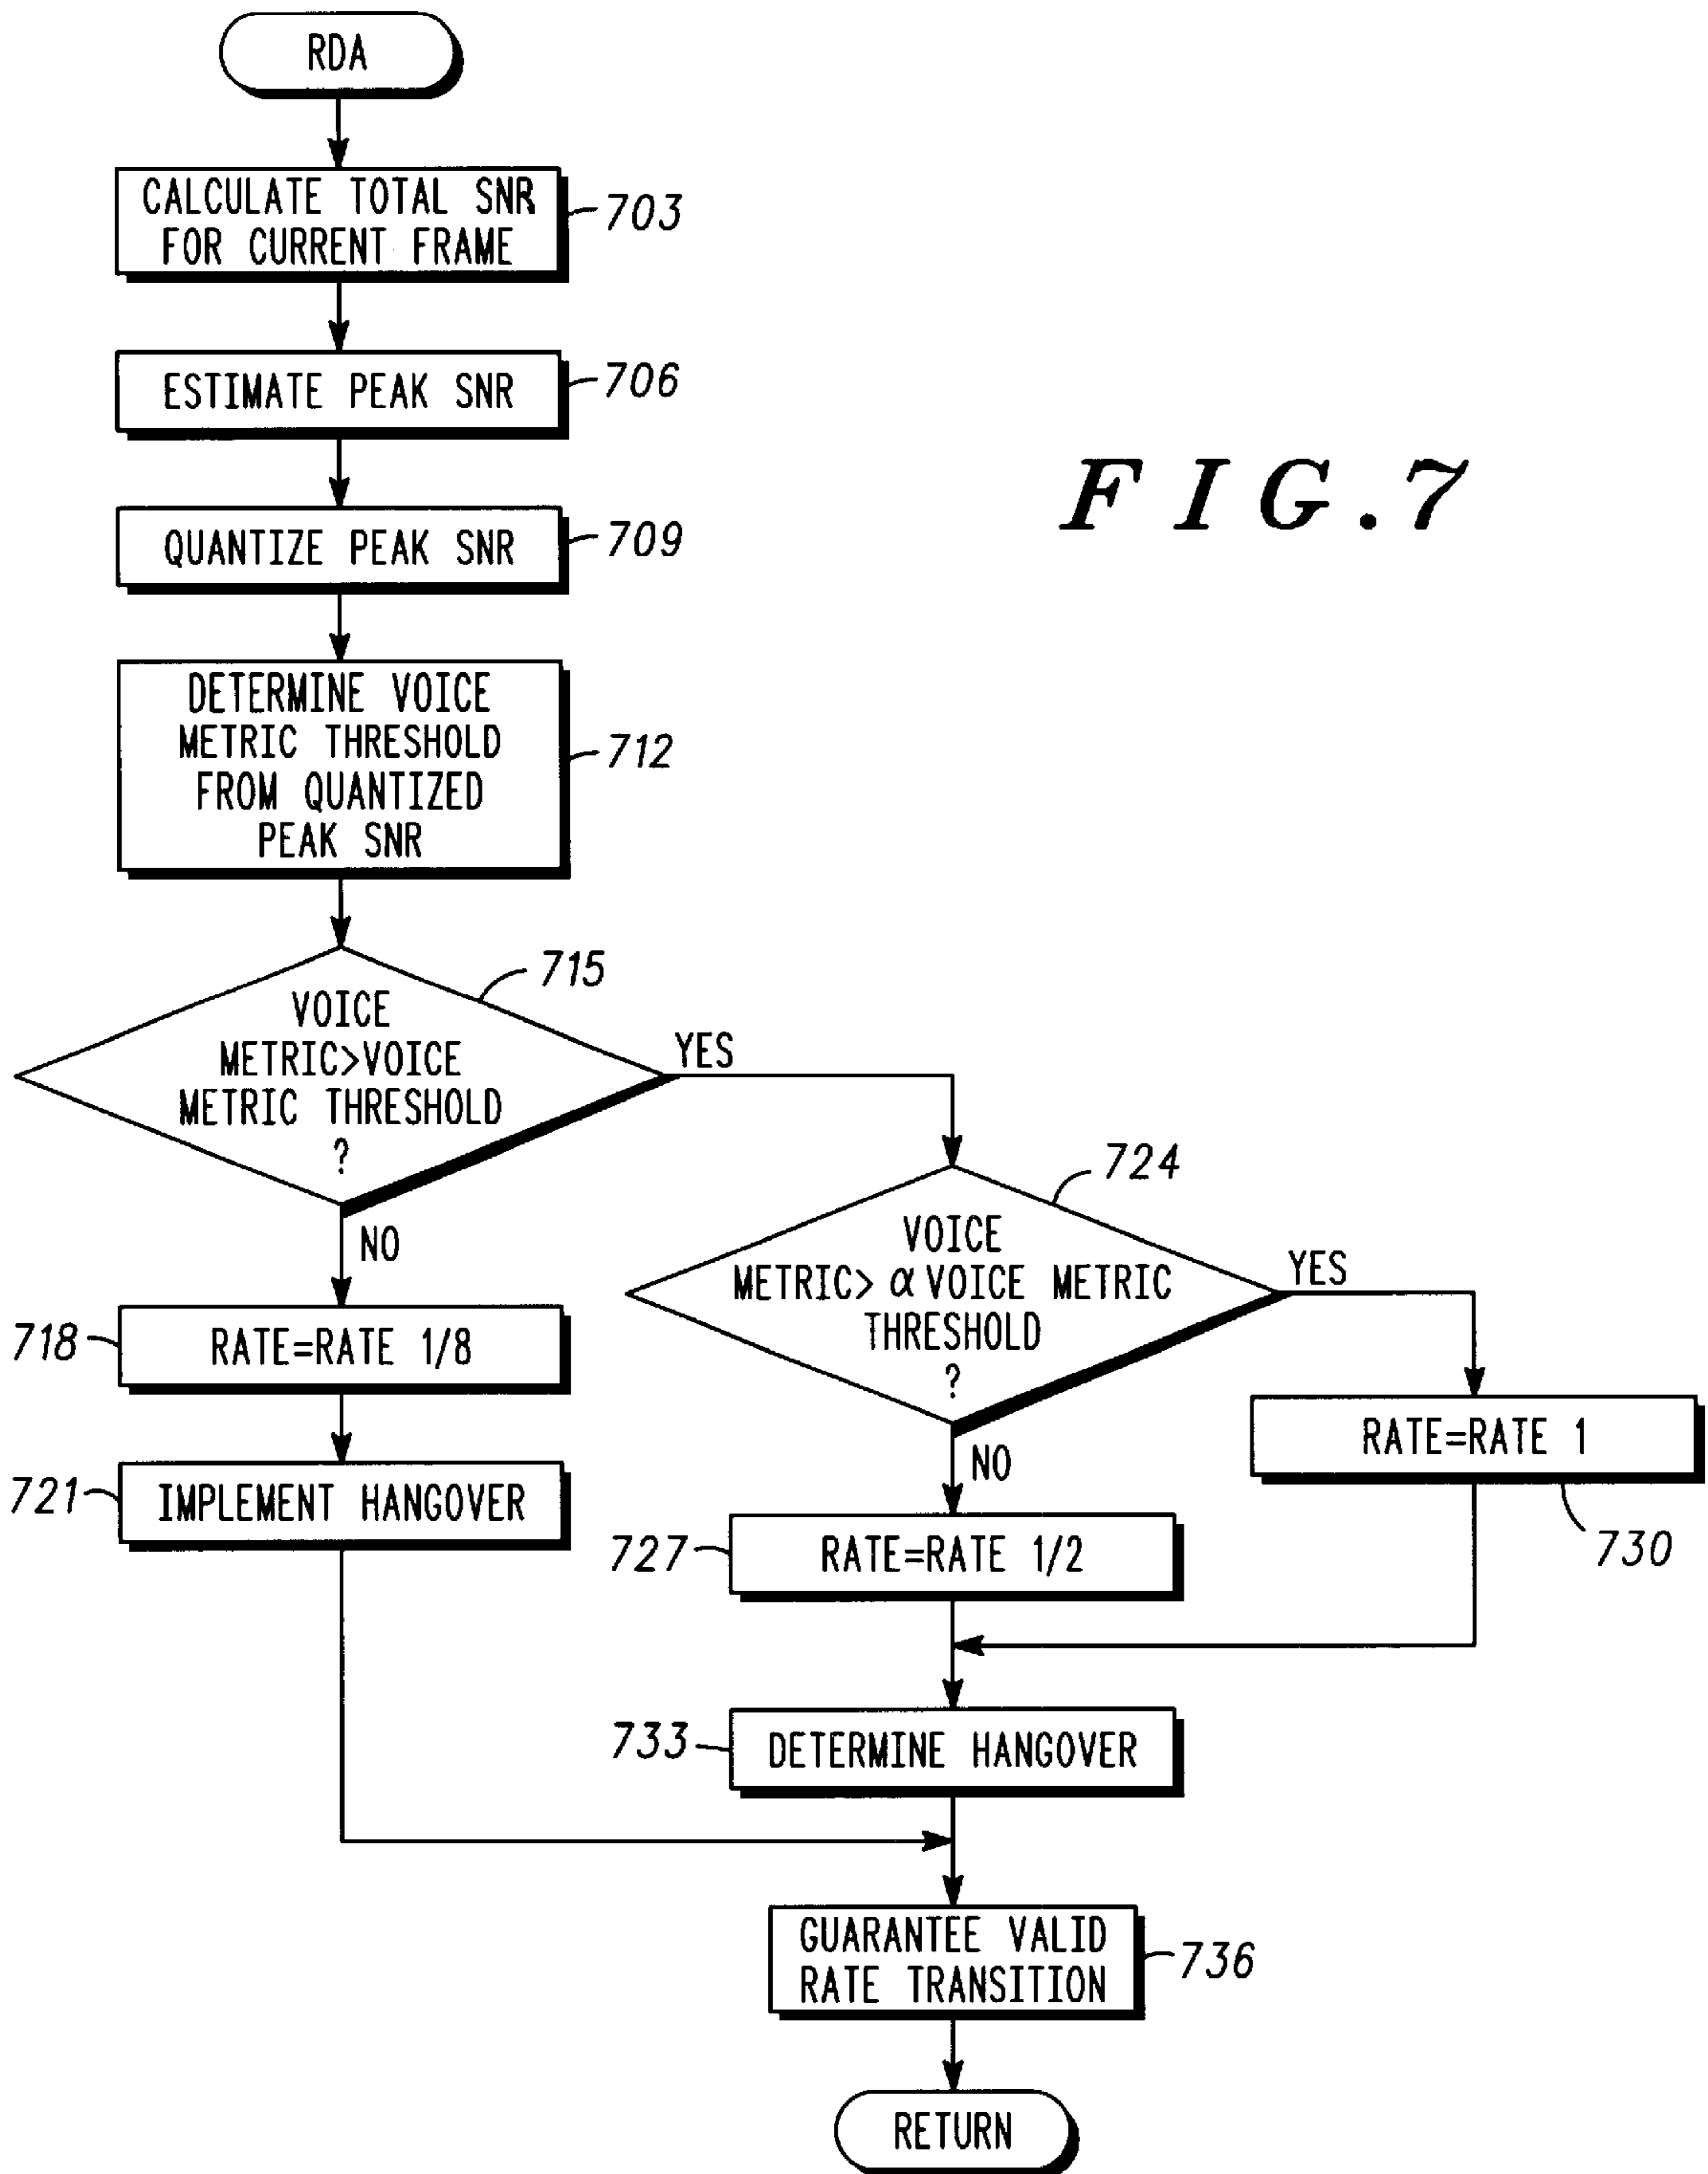 RDA
CALCULATE TOTAL SNR
FOR CURRENT FRAME
703
ESTIMATE PEAK SNR
706
FIG.7
QUANTIZE PEAK SNR
709
DETERMINE VOICE
METRIC THRESHOLD
FROM QUANTIZED
PEAK SNR
712
715
VOICE
METRIC>VOICE
METRIC THRESHOLD
?
YES
NO
724
VOICE
METRIC> α VOICE METRIC
THRESHOLD
?
YES
NO
718
RATE=RATE 1/8
RATE=RATE 1
730
721
IMPLEMENT HANGOVER
727
RATE=RATE 1/2
733
DETERMINE HANGOVER
GUARANTEE VALID
RATE TRANSITION
736
RETURN